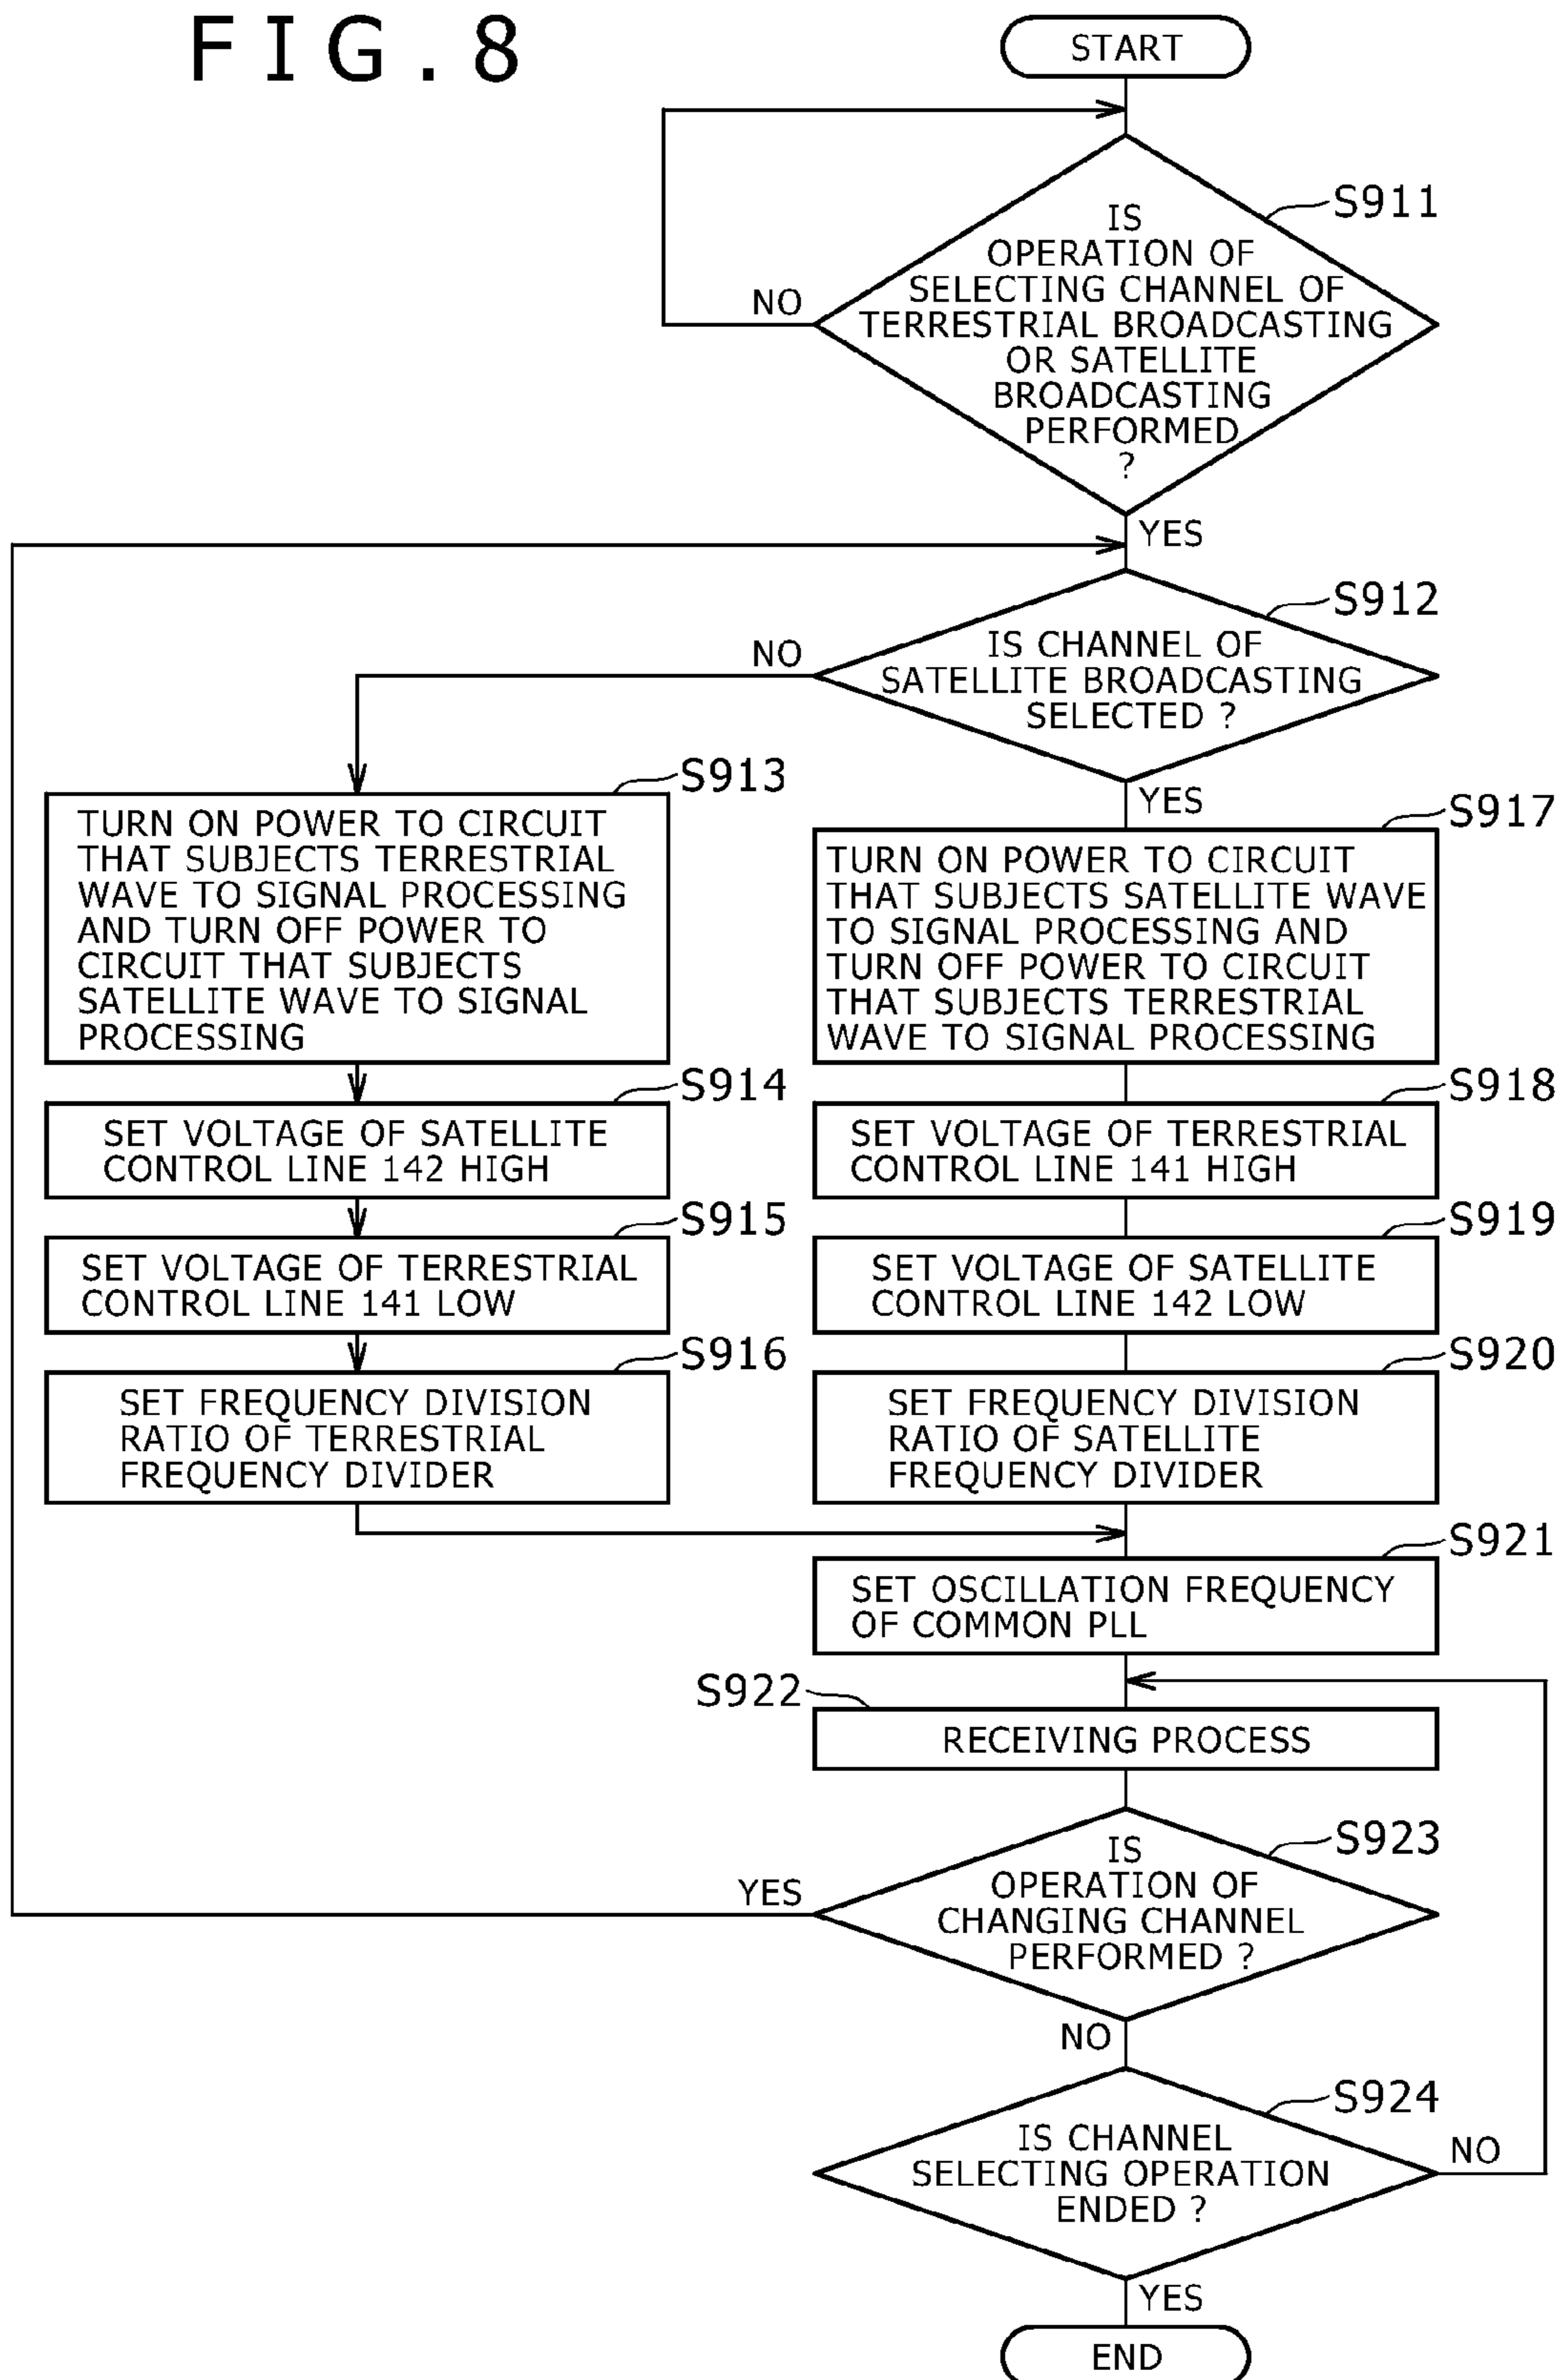 FIG.8
START
S911
IS
OPERATION OF
SELECTING CHANNEL OF
TERRESTRIAL BROADCASTING
OR SATELLITE
BROADCASTING
PERFORMED
?
NO
YES
S912
IS CHANNEL OF
SATELLITE BROADCASTING
SELECTED ?
NO
YES
S913
TURN ON POWER TO CIRCUIT
THAT SUBJECTS TERRESTRIAL
WAVE TO SIGNAL PROCESSING
AND TURN OFF POWER TO
CIRCUIT THAT SUBJECTS
SATELLITE WAVE TO SIGNAL
PROCESSING
S914
SET VOLTAGE OF SATELLITE
CONTROL LINE 142 HIGH
S915
SET VOLTAGE OF TERRESTRIAL
CONTROL LINE 141 LOW
S916
SET FREQUENCY DIVISION
RATIO OF TERRESTRIAL
FREQUENCY DIVIDER
S917
TURN ON POWER TO CIRCUIT
THAT SUBJECTS SATELLITE WAVE
TO SIGNAL PROCESSING AND
TURN OFF POWER TO CIRCUIT
THAT SUBJECTS TERRESTRIAL
WAVE TO SIGNAL PROCESSING
S918
SET VOLTAGE OF TERRESTRIAL
CONTROL LINE 141 HIGH
S919
SET VOLTAGE OF SATELLITE
CONTROL LINE 142 LOW
S920
SET FREQUENCY DIVISION
RATIO OF SATELLITE
FREQUENCY DIVIDER
S921
SET OSCILLATION FREQUENCY
OF COMMON PLL
S922
RECEIVING PROCESS
S923
IS
OPERATION OF
CHANGING CHANNEL
PERFORMED ?
YES
NO
S924
IS CHANNEL
SELECTING OPERATION
ENDED ?
NO
YES
END